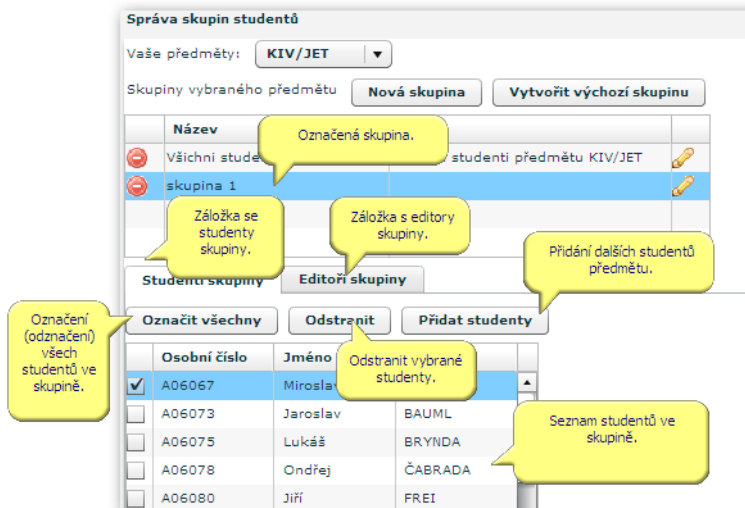 Správa skupin studentů
Vaše předměty: KIV/JET
Skupiny vybraného předmětu Nová skupina Vytvořit výchozí skupinu
Název
Označená skupina.
Všichni stude studenti předmětu KIV/JET
skupina 1
Záložka se
studenty
skupiny.
Záložka s editory
skupiny.
Přidání dalších studentů
předmětu.
Studenti skupiny Editoři skupiny
Označení
(odznačení)
všech
studentů ve
skupině.
Označit všechny Odstranit Přidat studenty
Osobní číslo Jméno
Odstranit vybrané
studenty.
A06067 Miroslav
A06073 Jaroslav BAUML
Seznam studentů ve
skupině.
A06075 Lukáš BRYNDA
A06078 Ondřej ČABRADA
A06080 Jiří FREI